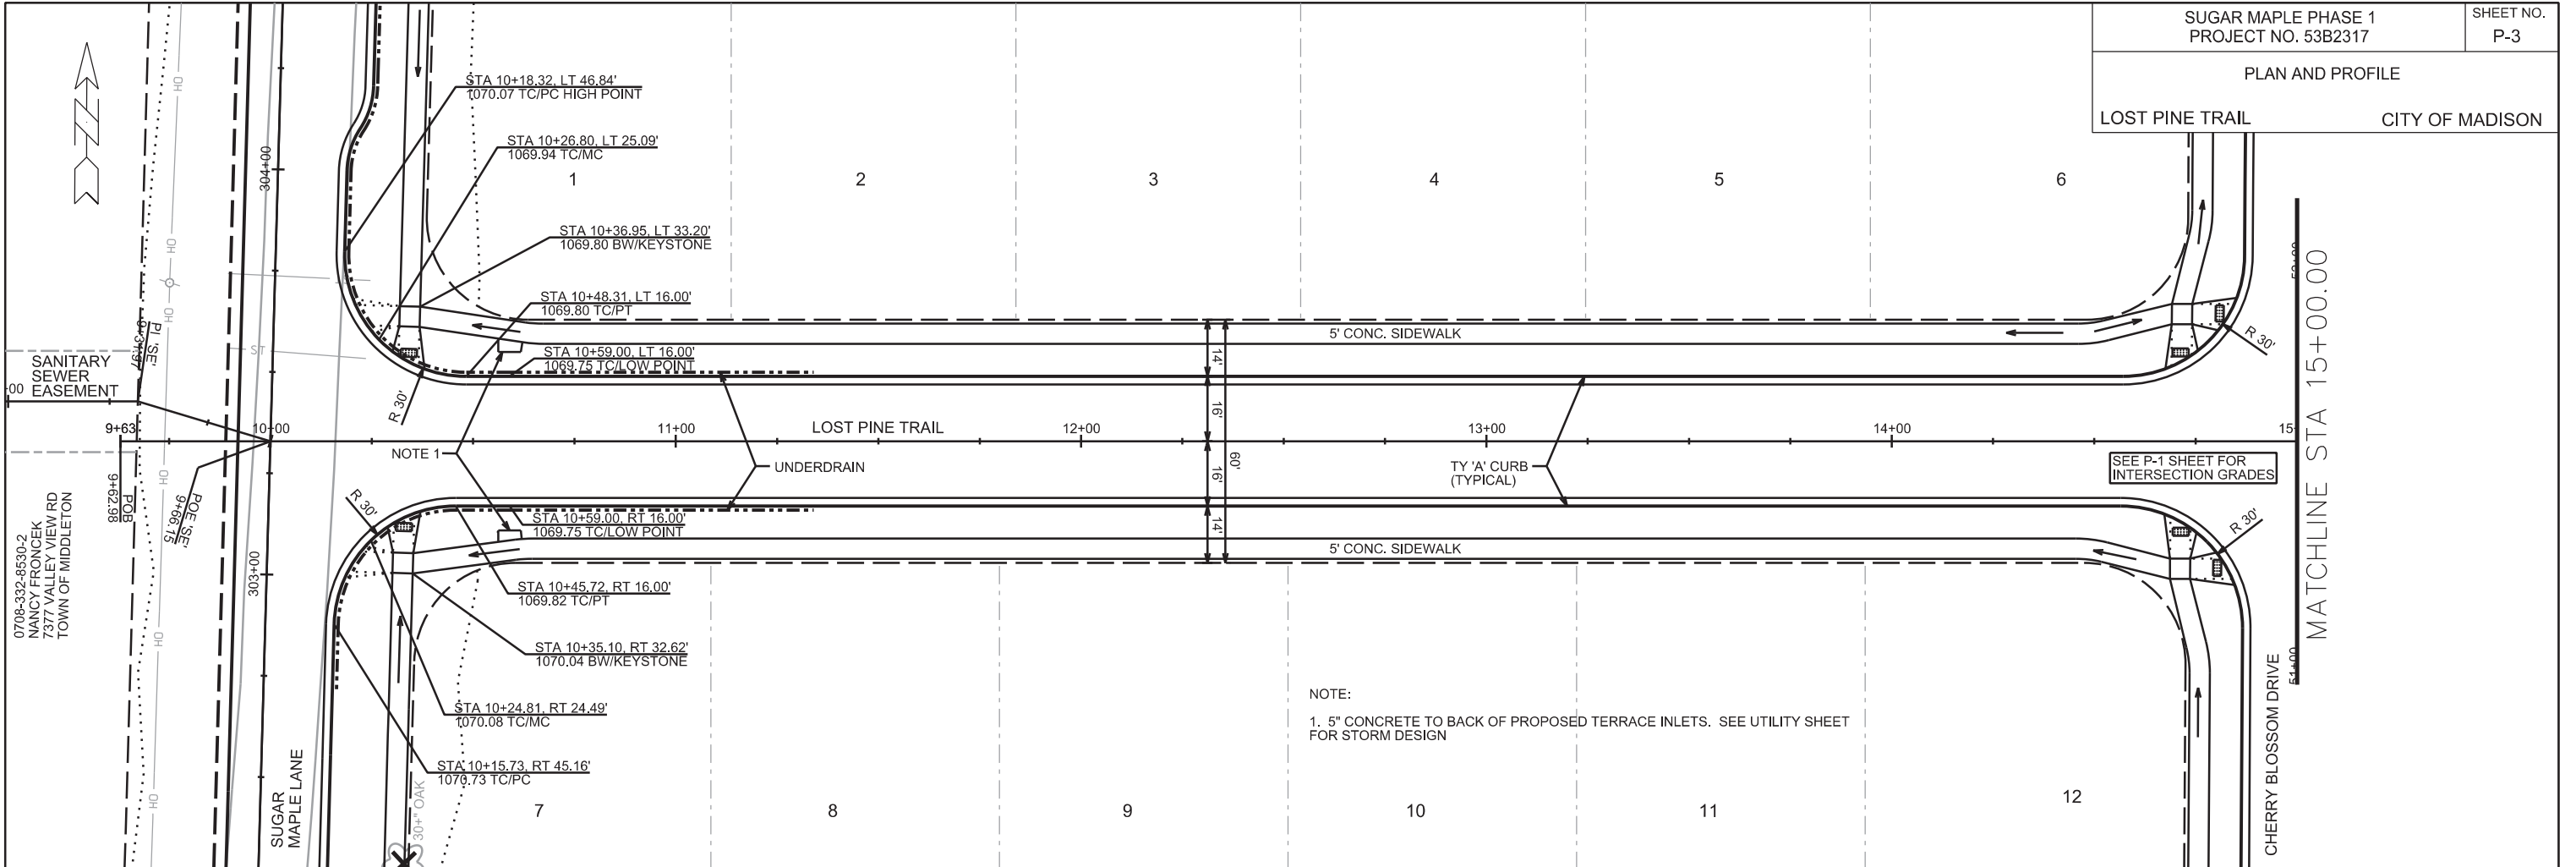 SUGAR MAPLE PHASE 1
PROJECT NO. 53B2317
SHEET NO.
P-3
PLAN AND PROFILE
LOST PINE TRAIL
CITY OF MADISON
STA 10+18.32, LT 46.84'
1070.07 TC/PC HIGH POINT
STA 10+26.80, LT 25.09'
1069.94 TC/MC
STA 10+36.95, LT 33.20'
1069.80 BW/KEYSTONE
STA 10+48.31, LT 16.00'
1069.80 TC/PT
STA 10+59.00, LT 16.00'
1069.75 TC/LOW POINT
1
2
3
4
5
6
OH
OH
OH
OH
OH
OH
304+00
ST
PI 'SE'
SANITARY
SEWER
EASEMENT
00
R 30'
R 30'
5' CONC. SIDEWALK
14'
16'
16'
14'
60'
9+63
10+00
11+00
LOST PINE TRAIL
12+00
13+00
14+00
15+
NOTE 1
UNDERDRAIN
TY 'A' CURB
(TYPICAL)
SEE P-1 SHEET FOR
INTERSECTION GRADES
MATCHLINE STA 15+00.00
POB
9+62.98
POE 'SE'
9+66.15
0708-332-8530-2
NANCY FRONCEK
7377 VALLEY VIEW RD
TOWN OF MIDDLETON
303+00
R 30'
R 30'
STA 10+59.00, RT 16.00'
1069.75 TC/LOW POINT
5' CONC. SIDEWALK
STA 10+45.72, RT 16.00'
1069.82 TC/PT
STA 10+35.10, RT 32.62'
1070.04 BW/KEYSTONE
STA 10+24.81, RT 24.49'
1070.08 TC/MC
STA 10+15.73, RT 45.16'
1070.73 TC/PC
NOTE:
1. 5" CONCRETE TO BACK OF PROPOSED TERRACE INLETS. SEE UTILITY SHEET
FOR STORM DESIGN
SUGAR
MAPLE LANE
30+" OAK
7
8
9
10
11
12
CHERRY BLOSSOM DRIVE
51+00